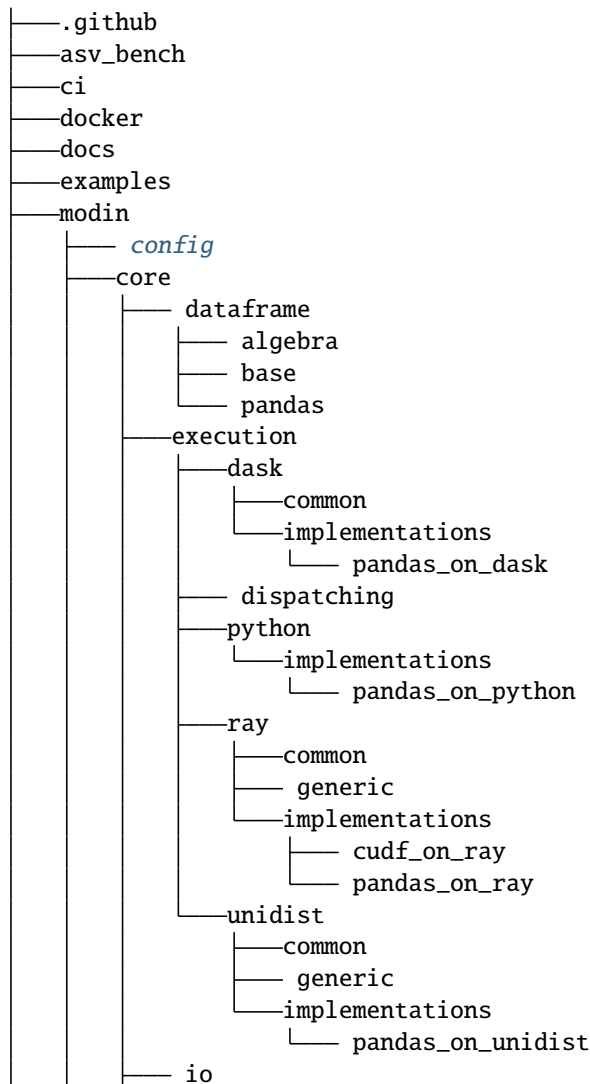 .github
asv_bench
ci
docker
docs
examples
modin
config
core
dataframe
algebra
base
pandas
execution
dask
common
implementations
pandas_on_dask
dispatching
python
implementations
pandas_on_python
ray
common
generic
implementations
cudf_on_ray
pandas_on_ray
unidist
common
generic
implementations
pandas_on_unidist
io